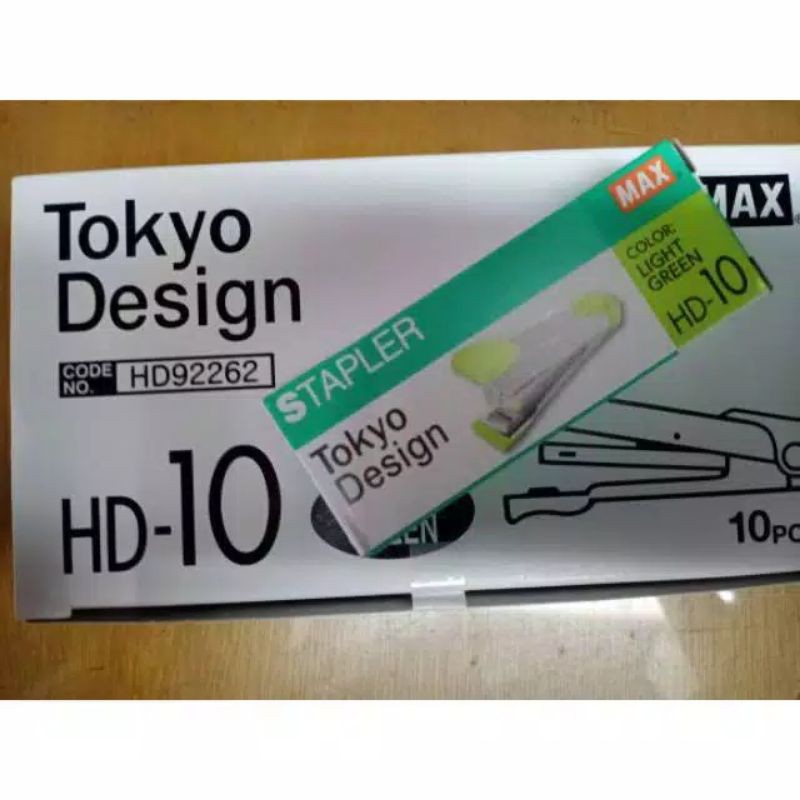 Tokyo
Design
CODE
NO.
HD92262
HD-10
MAX
10PC
STAPLER
Tokyo
Design
MAX
COLOR:
LIGHT
GREEN
HD-10